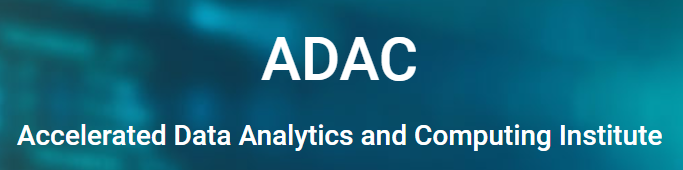 ADAC
Accelerated Data Analytics and Computing Institute